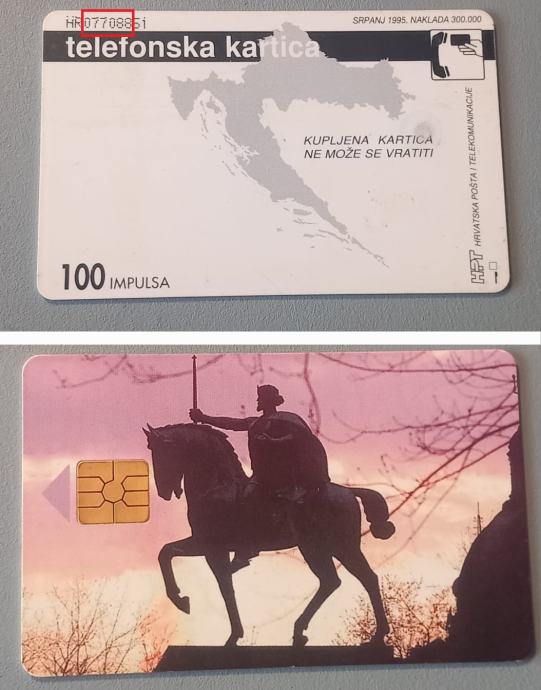 HR0770885i
SRPANJ 1995, NAKLADA 300.000
telefonska kartica
KUPLJENA KARTICA
NE MOŽE SE VRATITI
HPT HRVATSKA POŠTA I TELEKOMUNIKACIJE
100 IMPULSA